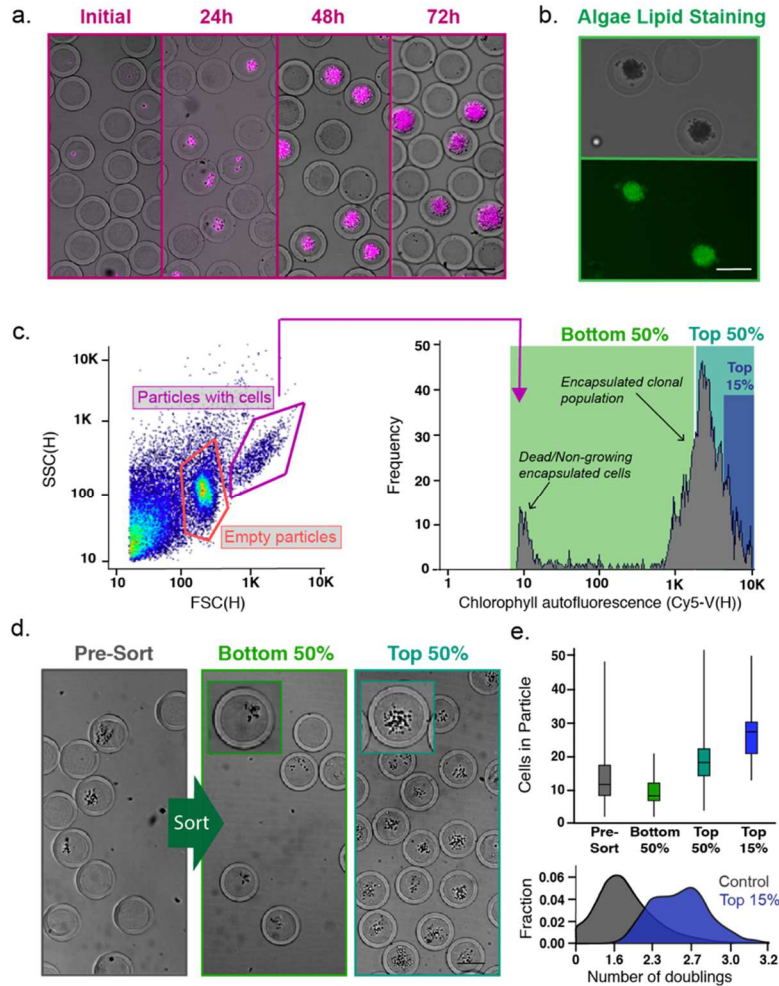 a.
Initial 24h 48h 72h
b.
Algae Lipid Staining
c.
10K
1K
100
10
SSC(H)
10 100 1K 10K
FSC(H)
Particles with cells
Empty particles
Bottom 50% Top 50%
Top
15%
50
40
30
20
10
0
Frequency
Encapsulated clonal
population
Dead/Non-growing
encapsulated cells
1 10 100 1K 10K
Chlorophyll autofluorescence (Cy5-V(H))
d.
Pre-Sort Bottom 50% Top 50%
Sort
e.
50
40
30
20
10
0
Cells in Particle
Pre-
Sort
Bottom
50%
Top
50%
Top
15%
Control
Top 15%
0.06
0.04
0.02
0.00
Fraction
0 1.6 2.3 2.7 3.0 3.2
Number of doublings